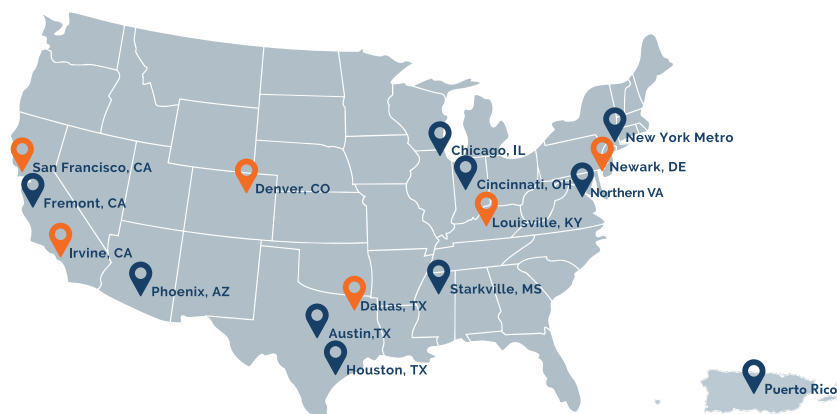 New York Metro
Chicago, IL
San Francisco, CA
Newark, DE
Denver, CO
Cincinnati, OH
Northern VA
Fremont, CA
Louisville, KY
Irvine, CA
Phoenix, AZ
Starkville, MS
Dallas, TX
Austin,TX
Houston, TX
Puerto Rico